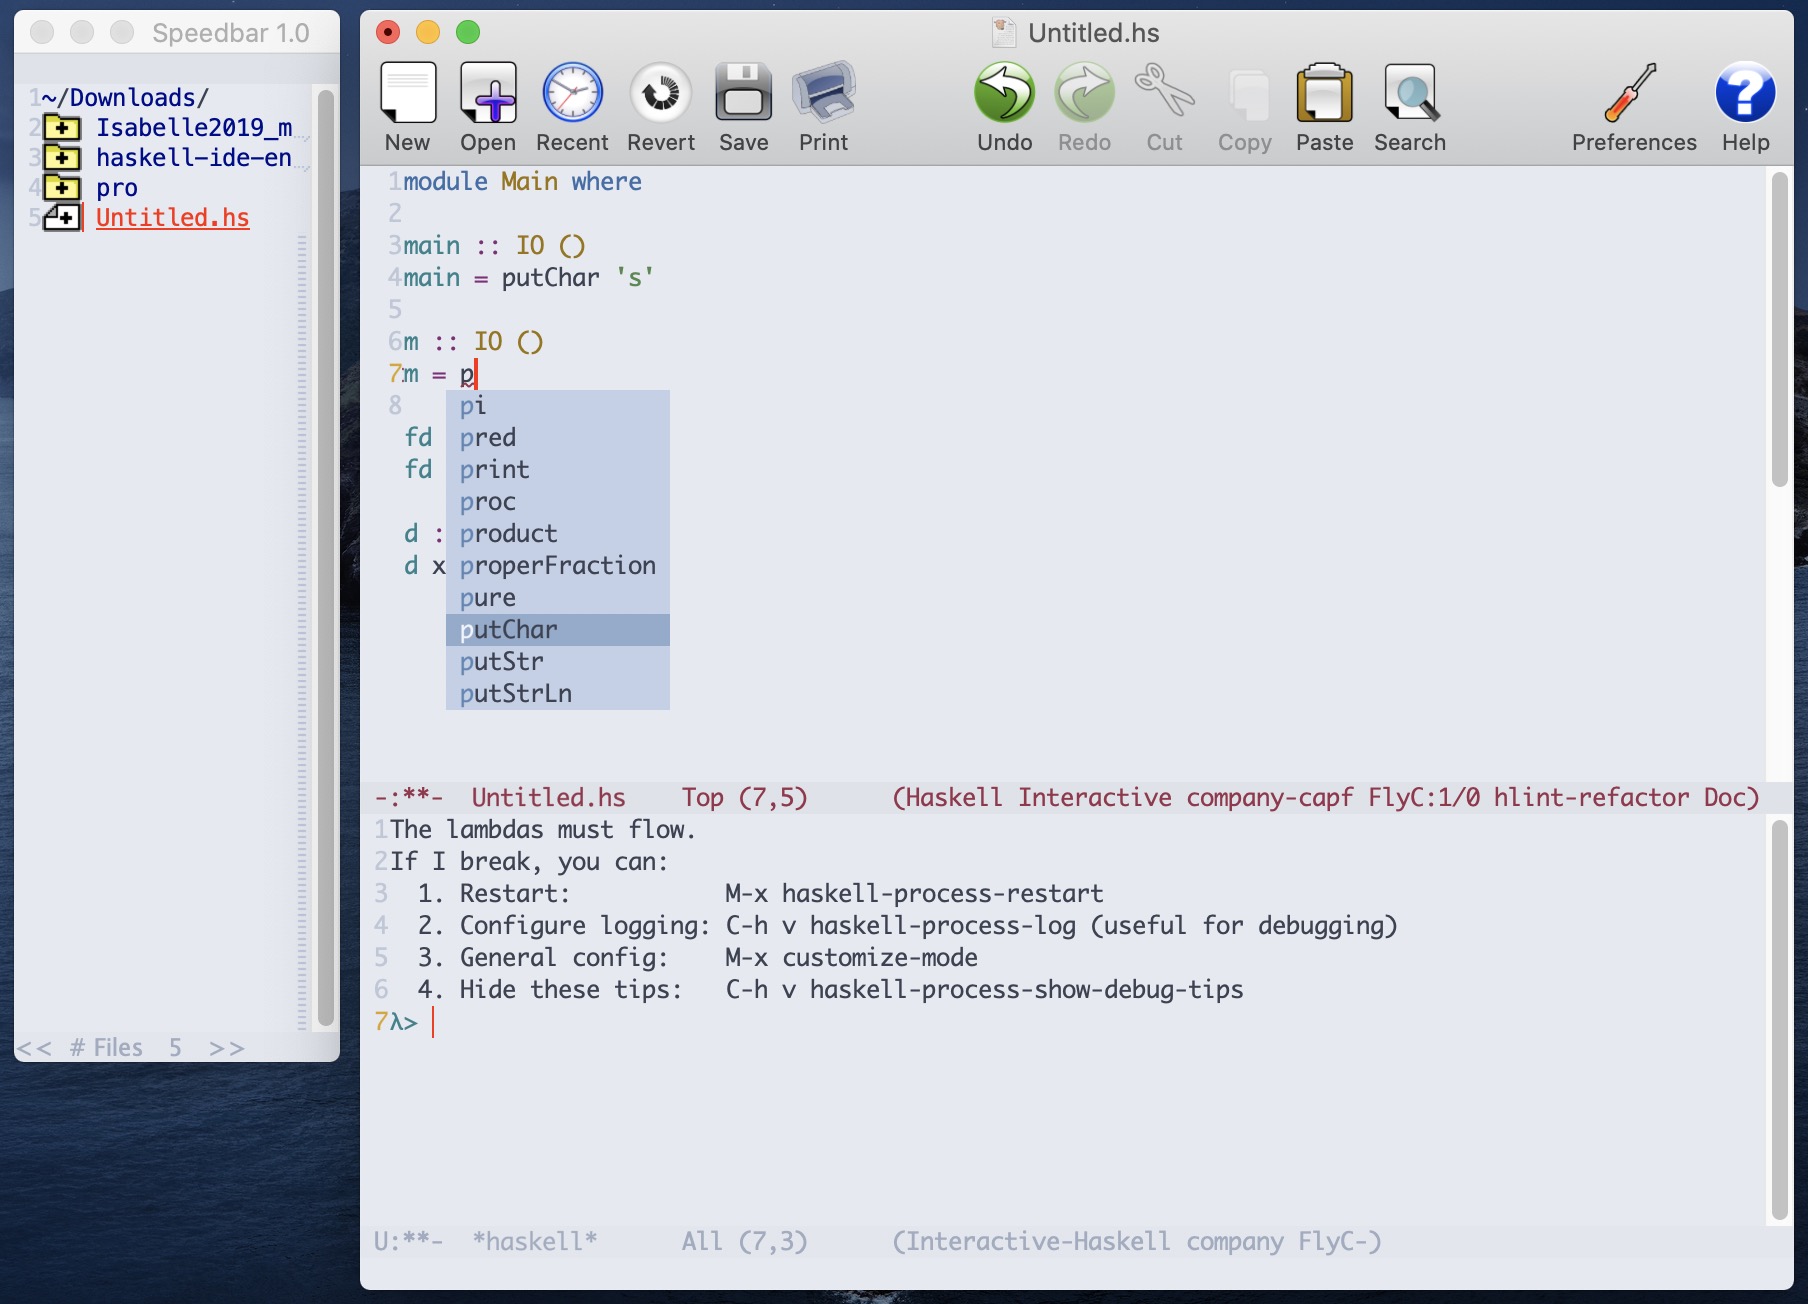 Speedbar 1.0
1~/Downloads/
2 Isabelle2019_m
3 haskell-ide-en
4 pro
5 Untitled.hs
<< # Files 5 >>
Untitled.hs
New Open Recent Revert Save Print Undo Redo Cut Copy Paste Search Preferences Help
1module Main where
2
3main :: IO ()
4main = putChar 's'
5
6m :: IO ()
7m = p
8 pi
fd pred
fd print
proc
d : product
d x properFraction
pure
putChar
putStr
putStrLn
-:**- Untitled.hs Top (7,5) (Haskell Interactive company-capf FlyC:1/0 hlint-refactor Doc)
1The lambdas must flow.
2If I break, you can:
3 1. Restart: M-x haskell-process-restart
4 2. Configure logging: C-h v haskell-process-log (useful for debugging)
5 3. General config: M-x customize-mode
6 4. Hide these tips: C-h v haskell-process-show-debug-tips
7λ>
U:**- *haskell* All (7,3) (Interactive-Haskell company FlyC-)